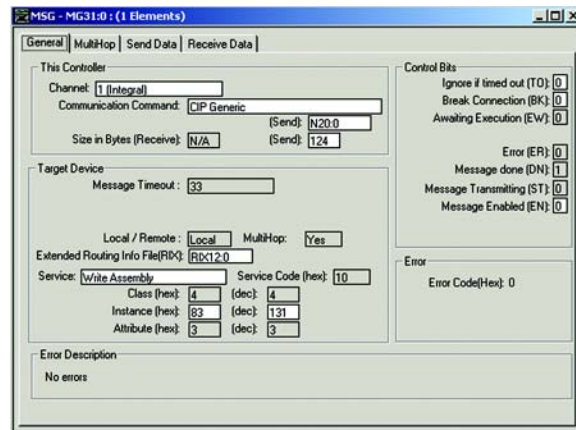 MSG - MG31:0 : (1 Elements)
General MultiHop Send Data Receive Data
This Controller
Channel: 1 (Integral)
Communication Command: CIP Generic
(Send): N20:0
Size in Bytes (Receive): N/A (Send): 124
Target Device
Message Timeout : 33
Local / Remote : Local MultiHop: Yes
Extended Routing Info File(RIX): RIX12:0
Service: Write Assembly Service Code (hex): 10
Class (hex): 4 (dec): 4
Instance (hex): 83 (dec): 131
Attribute (hex): 3 (dec): 3
Control Bits
Ignore if timed out (TO): 0
Break Connection (BK): 0
Awaiting Execution (EW): 0
Error (ER): 0
Message done (DN): 1
Message Transmitting (ST): 0
Message Enabled (EN): 0
Error
Error Code(Hex): 0
Error Description
No errors